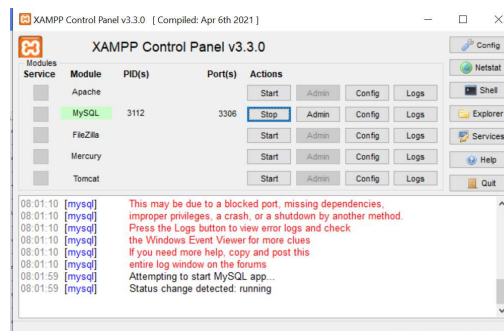 XAMPP Control Panel v3.3.0 [ Compiled: Apr 6th 2021 ]
XAMPP Control Panel v3.3.0
Config
Modules
Service Module PID(s) Port(s) Actions
Netstat
Apache Start Admin Config Logs
Shell
MySQL 3112 3306 Stop Admin Config Logs
Explorer
FileZilla Start Admin Config Logs
Services
Mercury Start Admin Config Logs
Help
Tomcat Start Admin Config Logs
Quit
08:01:10 [mysql] This may be due to a blocked port, missing dependencies,
08:01:10 [mysql] improper privileges, a crash, or a shutdown by another method.
08:01:10 [mysql] Press the Logs button to view error logs and check
08:01:10 [mysql] the Windows Event Viewer for more clues
08:01:10 [mysql] If you need more help, copy and post this
08:01:10 [mysql] entire log window on the forums
08:01:59 [mysql] Attempting to start MySQL app...
08:01:59 [mysql] Status change detected: running